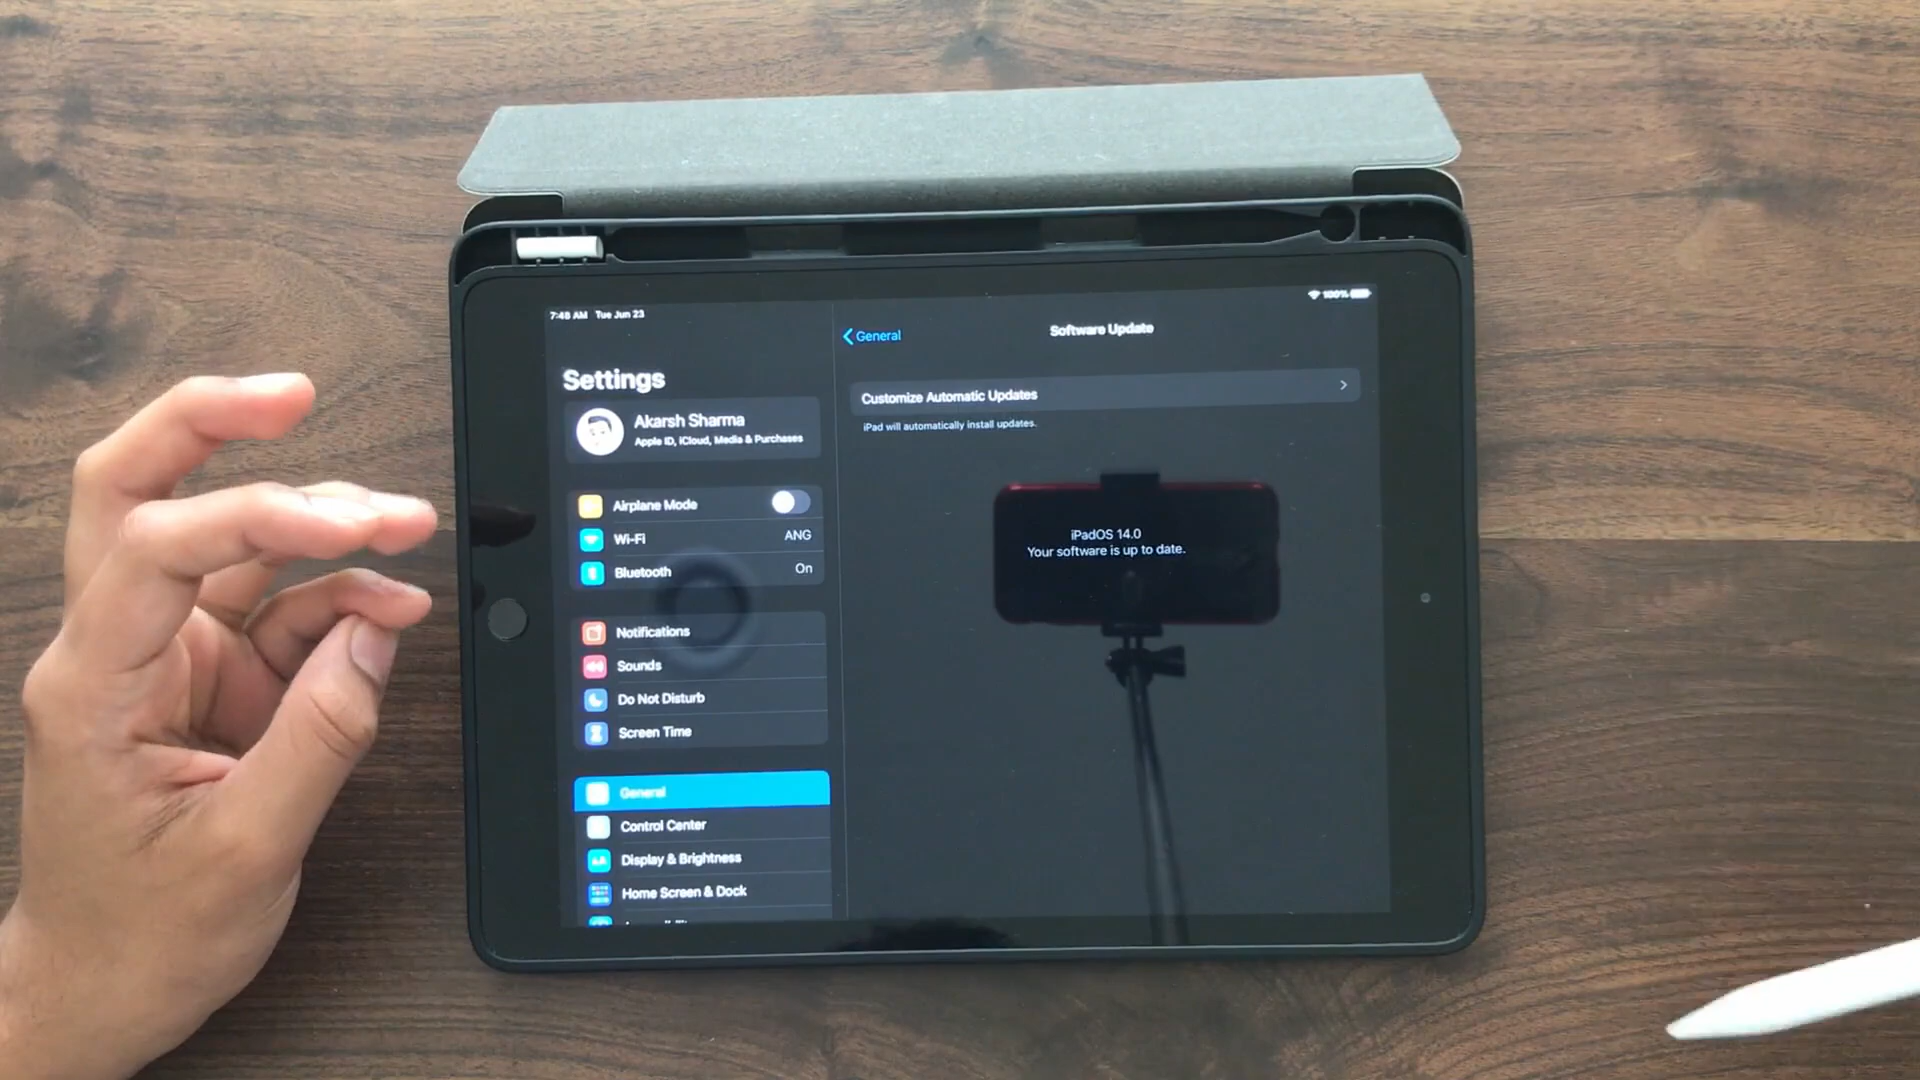 7:48 AM Tue Jun 23
100%
Settings
Akarsh Sharma
Apple ID, iCloud, Media & Purchases
Airplane Mode
Wi-Fi
ANG
Bluetooth
On
Notifications
Sounds
Do Not Disturb
Screen Time
General
Control Center
AA
Display & Brightness
Home Screen & Dock
General
Software Update
Customize Automatic Updates
iPad will automatically install updates.
iPadOS 14.0
Your software is up to date.